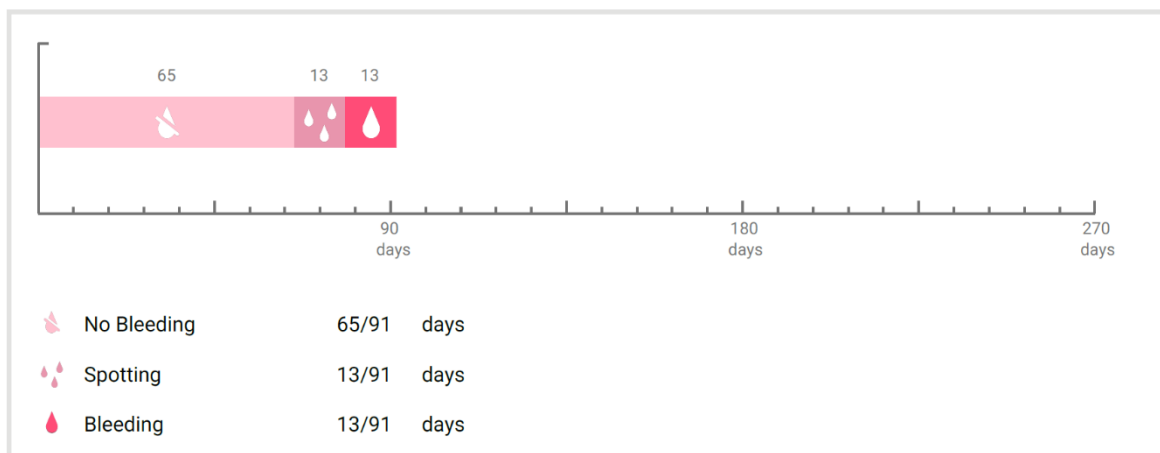 65 13 13
90 180 270
days days days
No Bleeding 65/91 days
Spotting 13/91 days
Bleeding 13/91 days